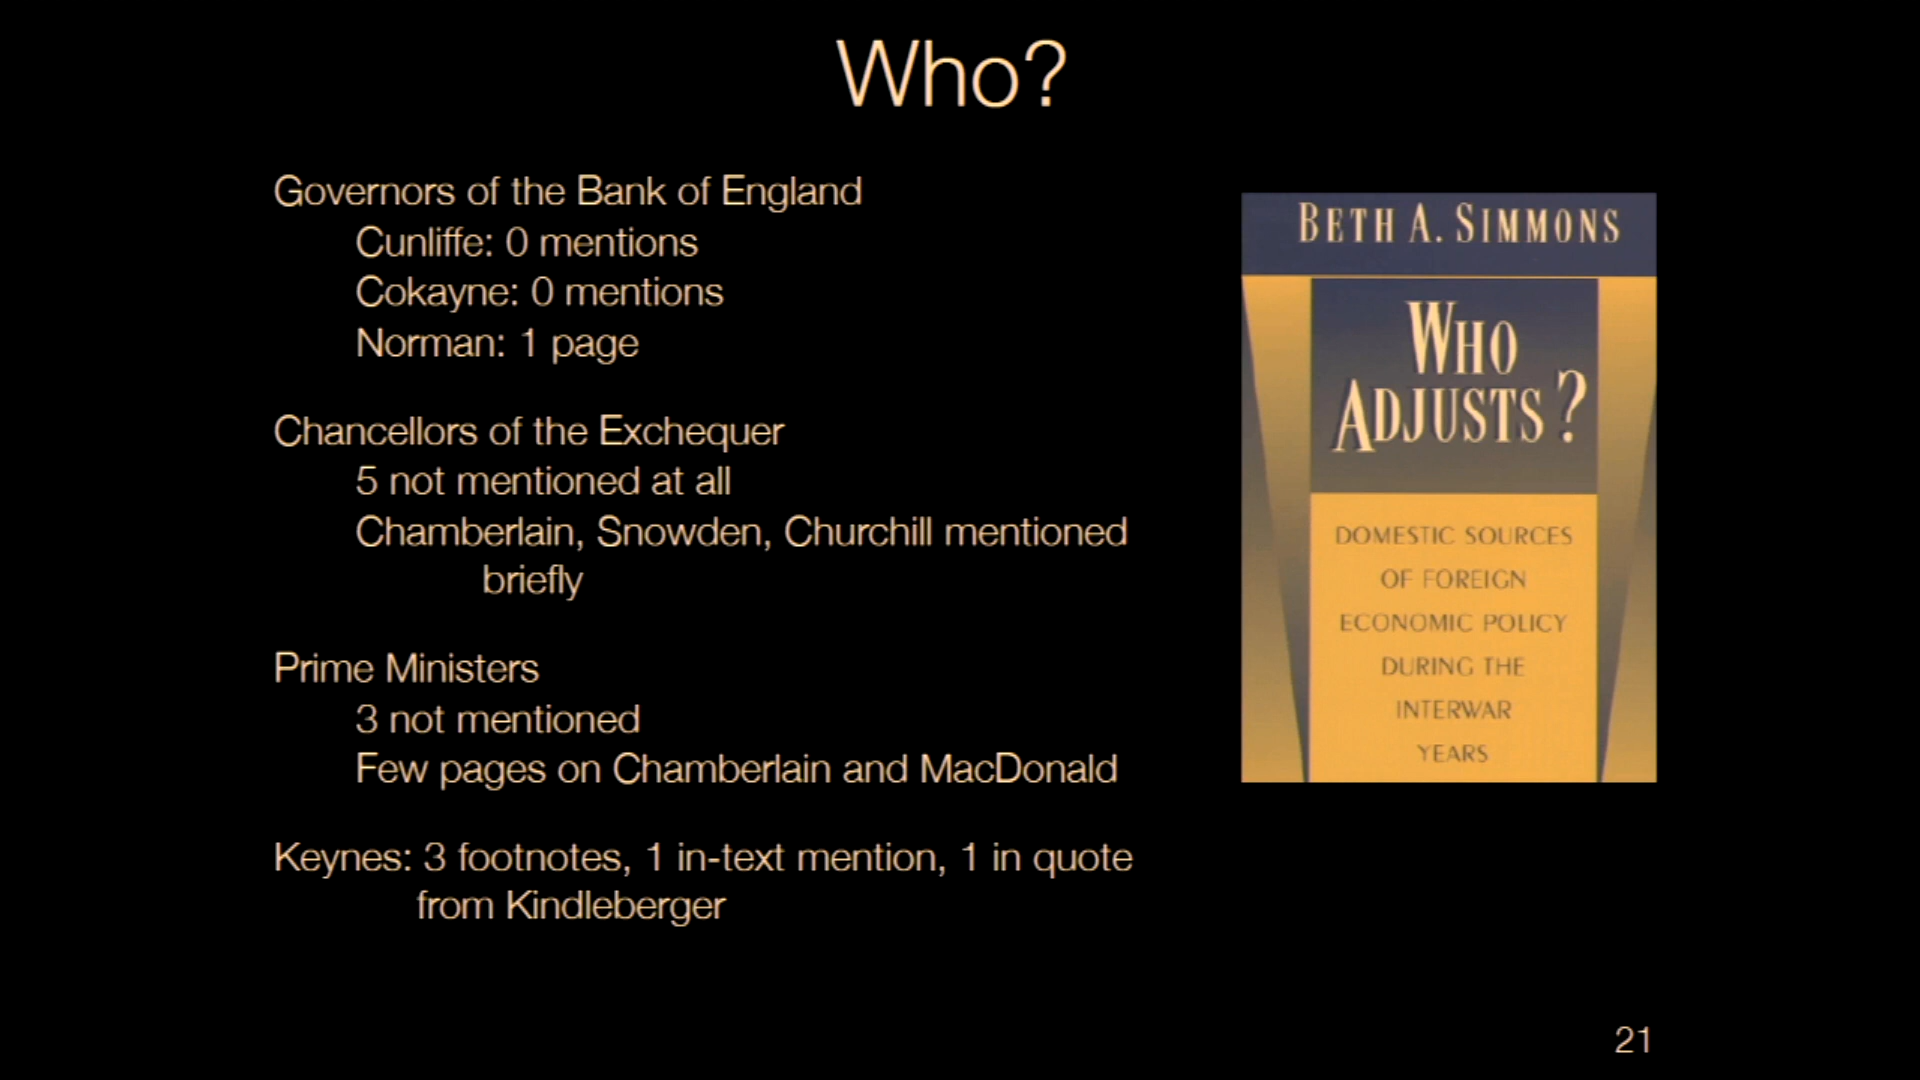 Who?
Governors of the Bank of England
Cunliffe: 0 mentions
Cokayne: 0 mentions
Norman: 1 page
Chancellors of the Exchequer
5 not mentioned at all
Chamberlain, Snowden, Churchill mentioned
briefly
Prime Ministers
3 not mentioned
Few pages on Chamberlain and MacDonald
Keynes: 3 footnotes, 1 in-text mention, 1 in quote
from Kindleberger
BETH A. SIMMONS
WHO
ADJUSTS?
DOMESTIC SOURCES
OF FOREIGN
ECONOMIC POLICY
DURING THE
INTERWAR
YEARS
21